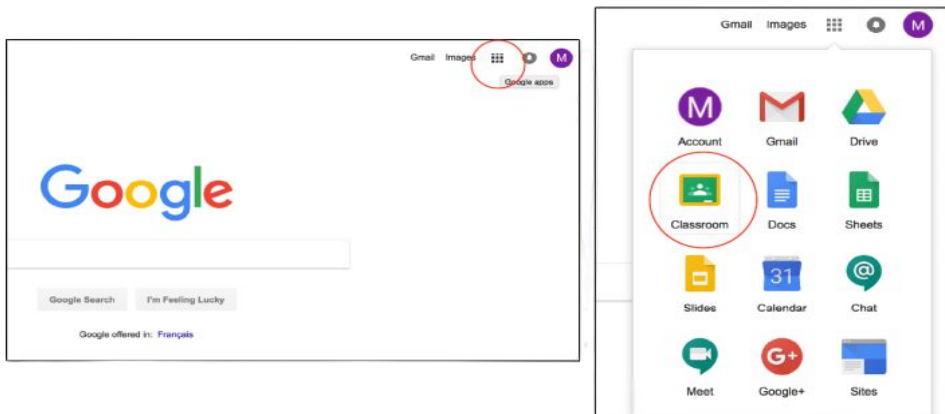 Gmail Images M
Google apps
Google
Google Search I'm Feeling Lucky
Google offered in: Français
Gmail Images M
M
Account Gmail Drive
Classroom Docs Sheets
31
Slides Calendar Chat
G+
Meet Google+ Sites